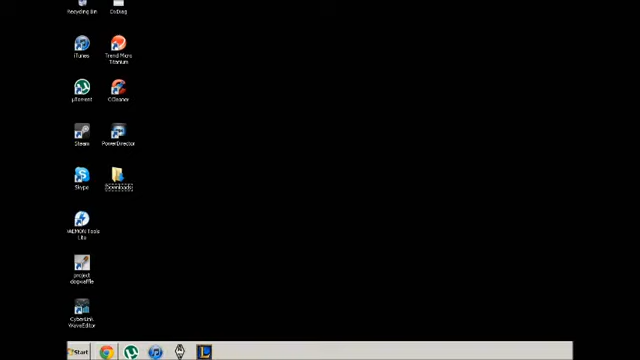 Recycling Bin
CxDiag
iTunes
Trend Micro
Titanium
µTorrent
CCleaner
Steam
PowerDirector
Skype
Downloads
DAEMON Tools
Lite
project
dogwaffle
CyberLink
WaveEditor
Start